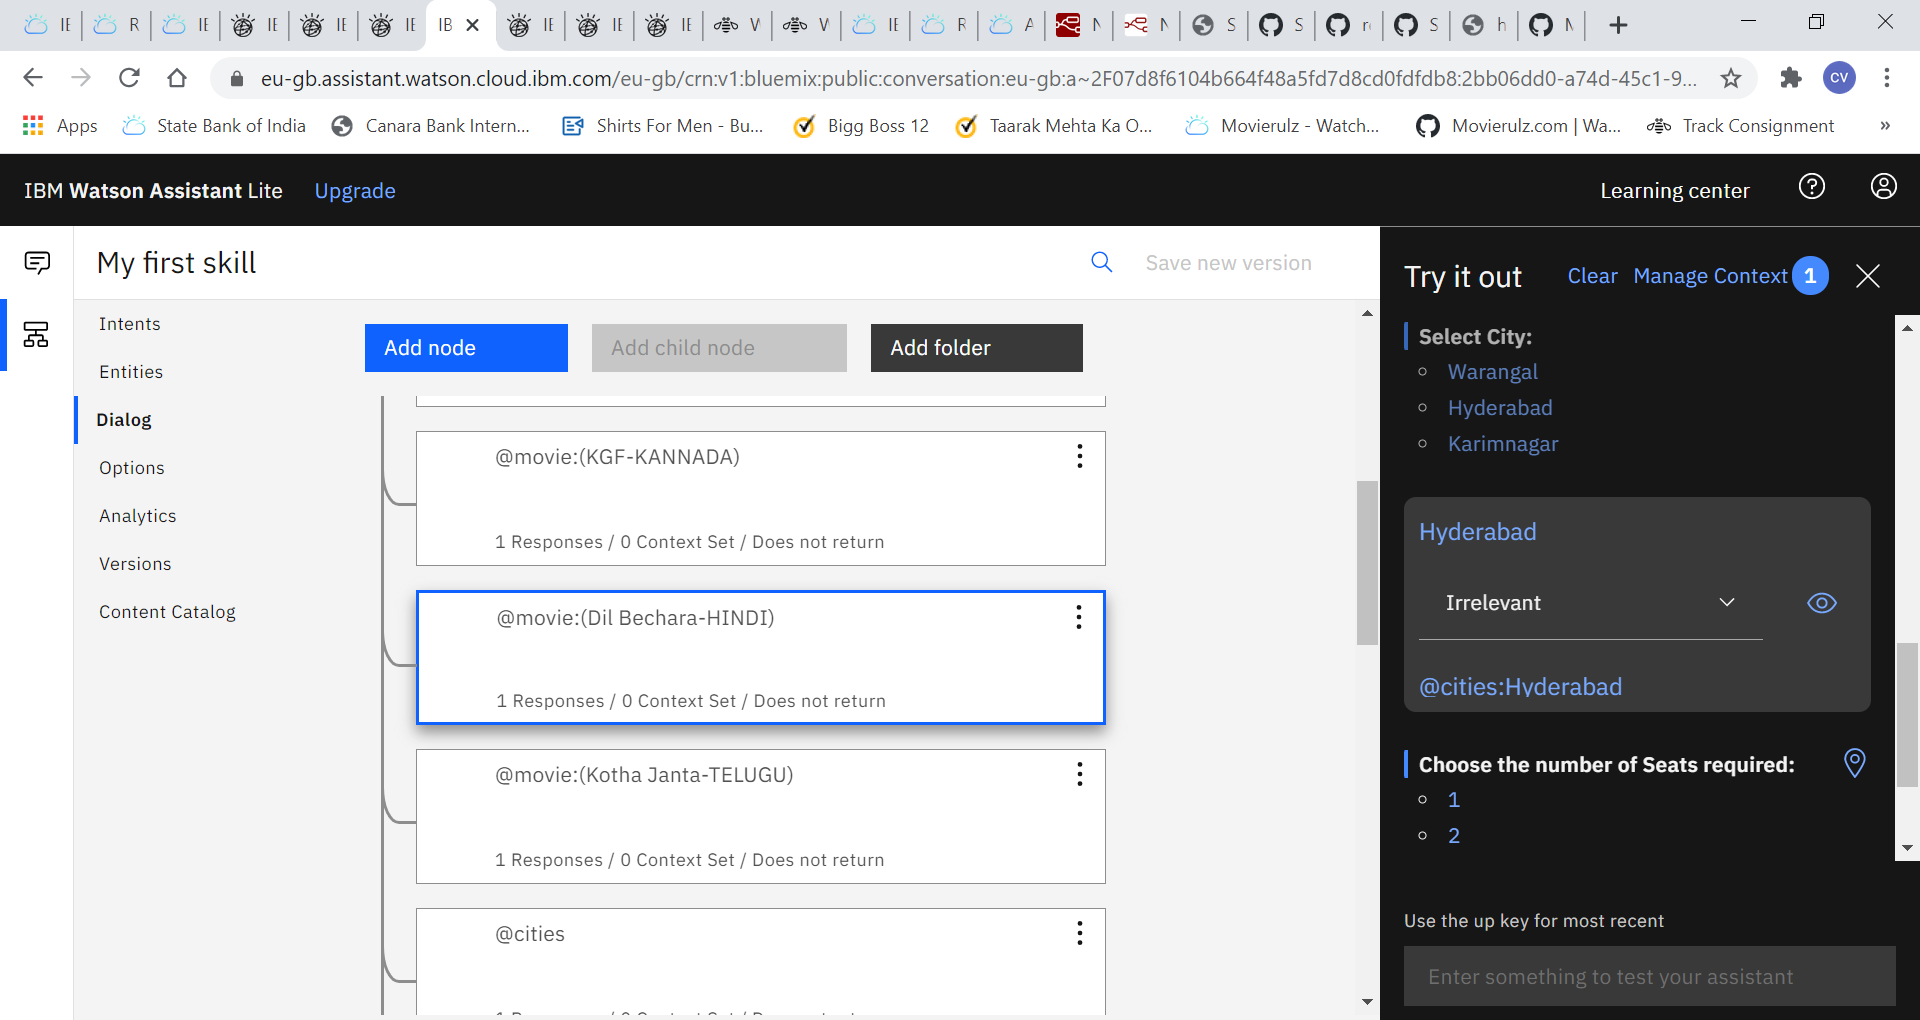 IE
R
IE
IE
IE
IE
IB
IE
IE
IE
V
V
IE
R
A
N
N
S
S
r
S
h
M
eu-gb.assistant.watson.cloud.ibm.com/eu-gb/crn:v1:bluemix:public:conversation:eu-gb:a~2F07d8f6104b664f48a5fd7d8cd0fdfdb8:2bb06dd0-a74d-45c1-9...
CV
Apps
State Bank of India
Canara Bank Intern...
Shirts For Men - Bu...
Bigg Boss 12
Taarak Mehta Ka O...
Movierulz - Watch...
Movierulz.com | Wa...
Track Consignment
»
IBM Watson Assistant Lite
Upgrade
Learning center
My first skill
Save new version
Intents
Entities
Dialog
Options
Analytics
Versions
Content Catalog
Add node
Add child node
Add folder
@movie:(KGF-KANNADA)
1 Responses / 0 Context Set / Does not return
@movie:(Dil Bechara-HINDI)
1 Responses / 0 Context Set / Does not return
@movie:(Kotha Janta-TELUGU)
1 Responses / 0 Context Set / Does not return
@cities
Try it out
Clear
Manage Context 1
Select City:
Warangal
Hyderabad
Karimnagar
Hyderabad
Irrelevant
@cities:Hyderabad
Choose the number of Seats required:
1
2
Use the up key for most recent
Enter something to test your assistant